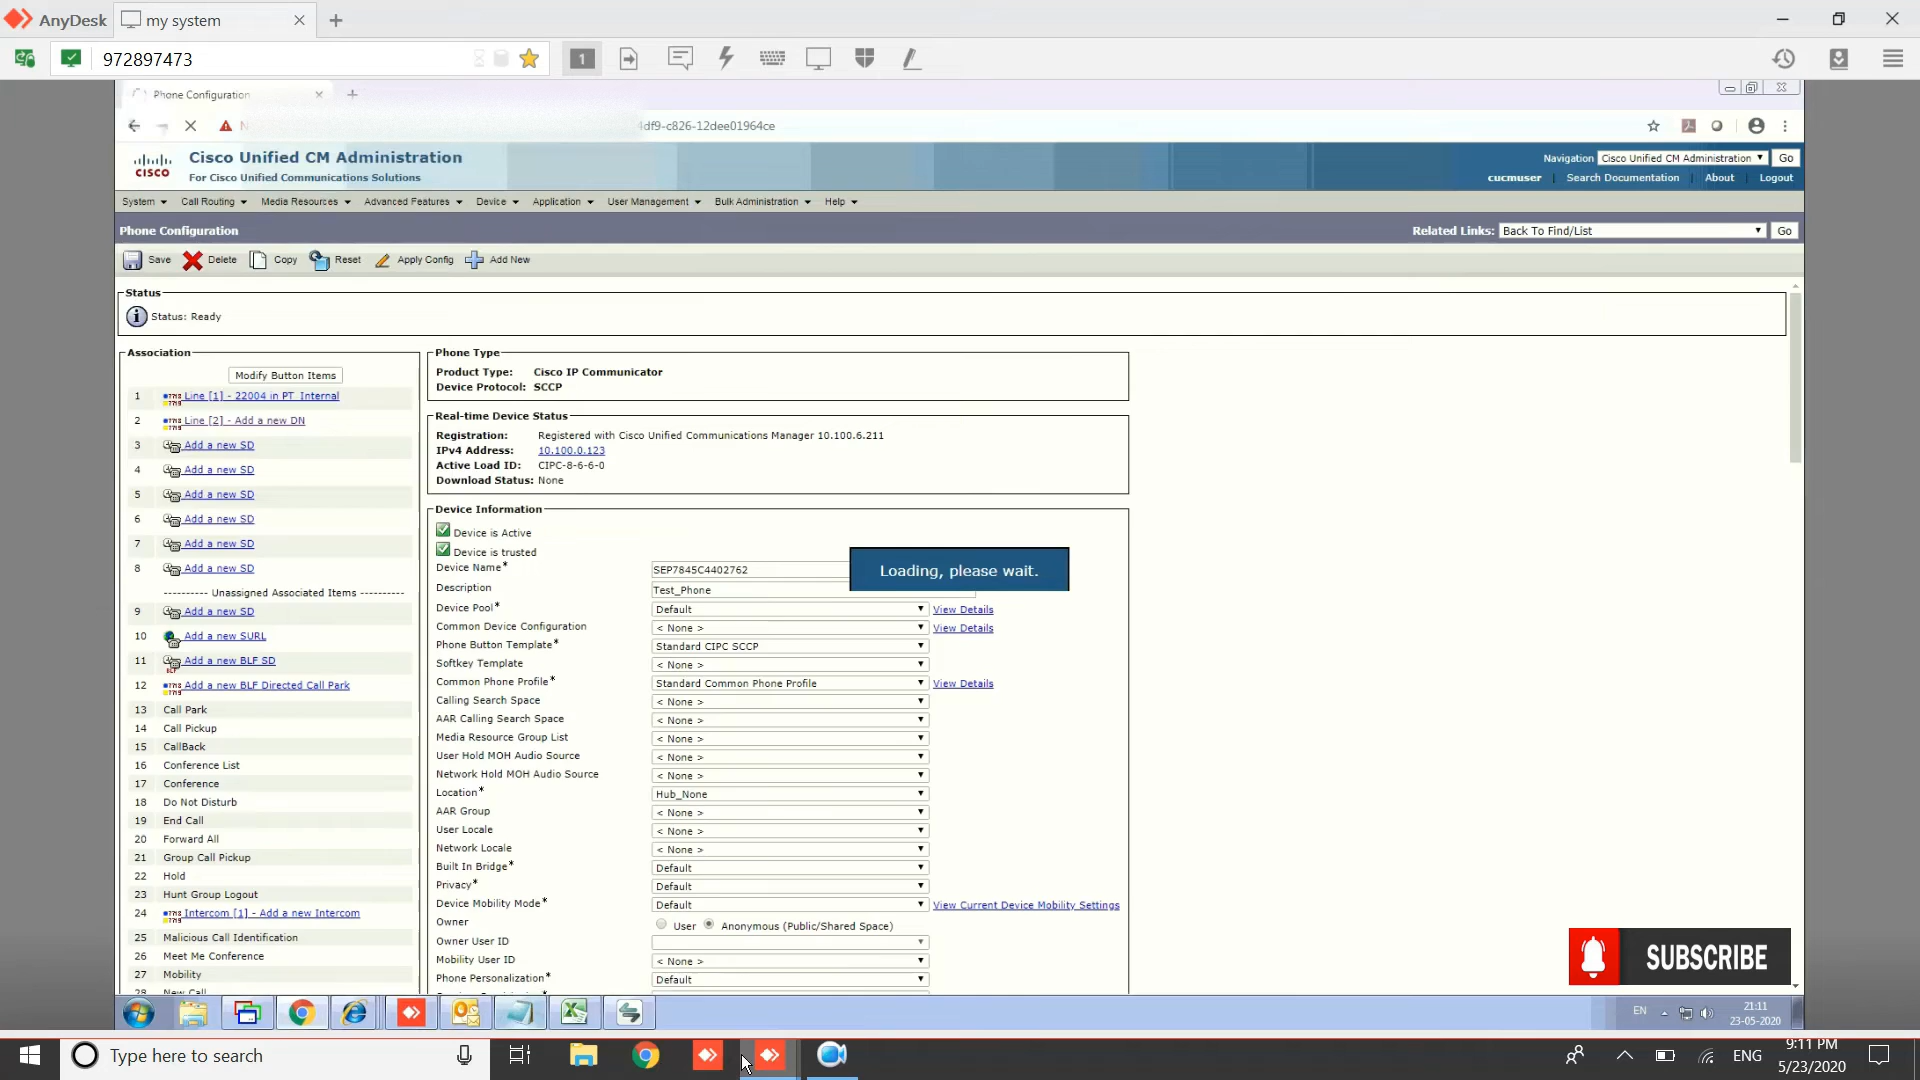 AnyDesk
my system
972897473
1
Phone Configuration
4df9-c826-12dee01964ce
CISCO
Cisco Unified CM Administration
For Cisco Unified Communications Solutions
Navigation Cisco Unified CM Administration Go
cucmuser | Search Documentation | About | Logout
System Call Routing Media Resources Advanced Features Device Application User Management Bulk Administration Help
Phone Configuration
Related Links: Back To Find/List Go
Save Delete Copy Reset Apply Config Add New
Status
Status: Ready
Association
Modify Button Items
1 Line [1] - 22004 in PT_Internal
2 Line [2] - Add a new DN
3 Add a new SD
4 Add a new SD
5 Add a new SD
6 Add a new SD
7 Add a new SD
8 Add a new SD
---------- Unassigned Associated Items ----------
9 Add a new SD
10 Add a new SURL
11 Add a new BLF SD
12 Add a new BLF Directed Call Park
13 Call Park
14 Call Pickup
15 CallBack
16 Conference List
17 Conference
18 Do Not Disturb
19 End Call
20 Forward All
21 Group Call Pickup
22 Hold
23 Hunt Group Logout
24 Intercom [1] - Add a new Intercom
25 Malicious Call Identification
26 Meet Me Conference
27 Mobility
28 New Call
Phone Type
Product Type: Cisco IP Communicator
Device Protocol: SCCP
Real-time Device Status
Registration: Registered with Cisco Unified Communications Manager 10.100.6.211
IPv4 Address: 10.100.0.123
Active Load ID: CIPC-8-6-6-0
Download Status: None
Device Information
Device is Active
Device is trusted
Device Name* SEP7845C4402762
Description Test_Phone
Device Pool* Default View Details
Common Device Configuration < None > View Details
Phone Button Template* Standard CIPC SCCP
Softkey Template < None >
Common Phone Profile* Standard Common Phone Profile View Details
Calling Search Space < None >
AAR Calling Search Space < None >
Media Resource Group List < None >
User Hold MOH Audio Source < None >
Network Hold MOH Audio Source < None >
Location* Hub_None
AAR Group < None >
User Locale < None >
Network Locale < None >
Built In Bridge* Default
Privacy* Default
Device Mobility Mode* Default View Current Device Mobility Settings
Owner User Anonymous (Public/Shared Space)
Owner User ID
Mobility User ID < None >
Phone Personalization* Default
Loading, please wait.
SUBSCRIBE
EN
21:11
23-05-2020
Type here to search
ENG
9:11 PM
5/23/2020